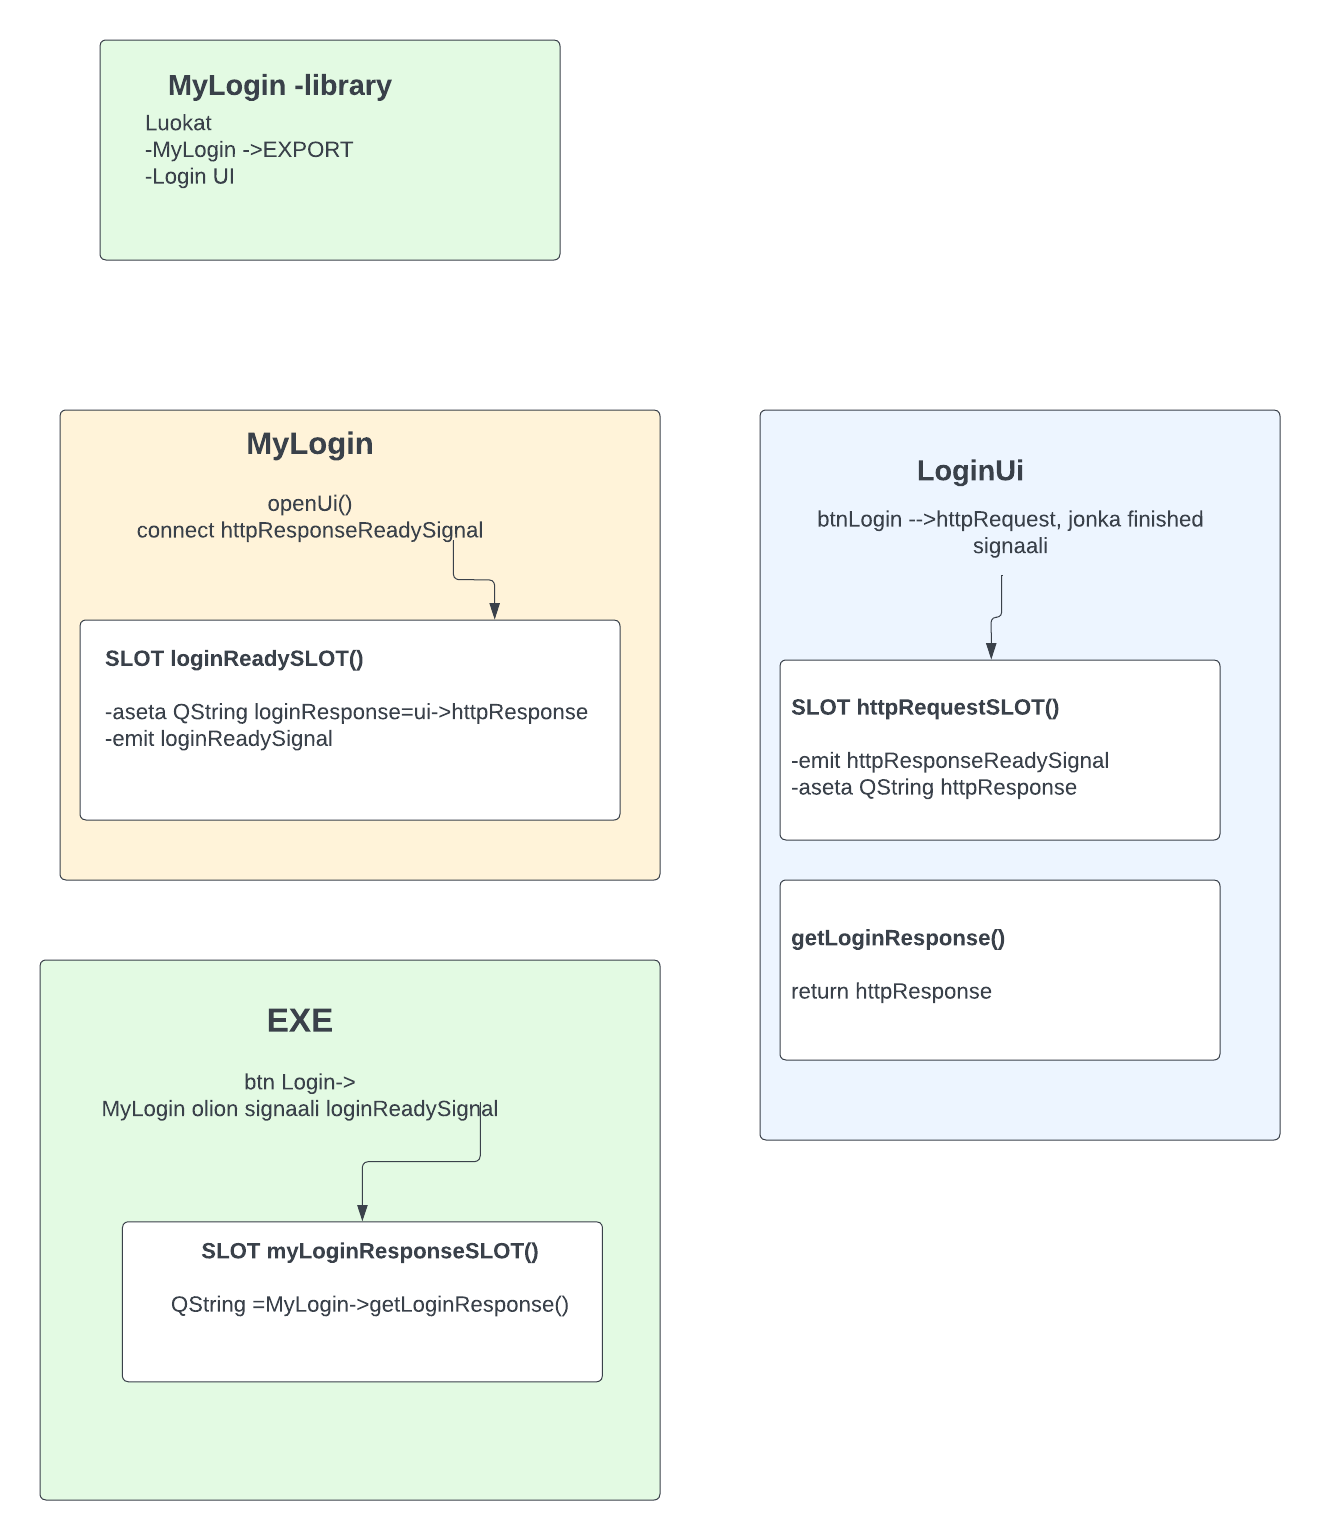 MyLogin -library
Luokat
-MyLogin ->EXPORT
-Login UI
MyLogin
openUi()
connect httpResponseReadySignal
SLOT loginReadySLOT()
-aseta QString loginResponse=ui->httpResponse
-emit loginReadySignal
LoginUi
btnLogin -->httpRequest, jonka finished
signaali
SLOT httpRequestSLOT()
-emit httpResponseReadySignal
-aseta QString httpResponse
getLoginResponse()
return httpResponse
EXE
btn Login->
MyLogin olion signaali loginReadySignal
SLOT myLoginResponseSLOT()
QString =MyLogin->getLoginResponse()